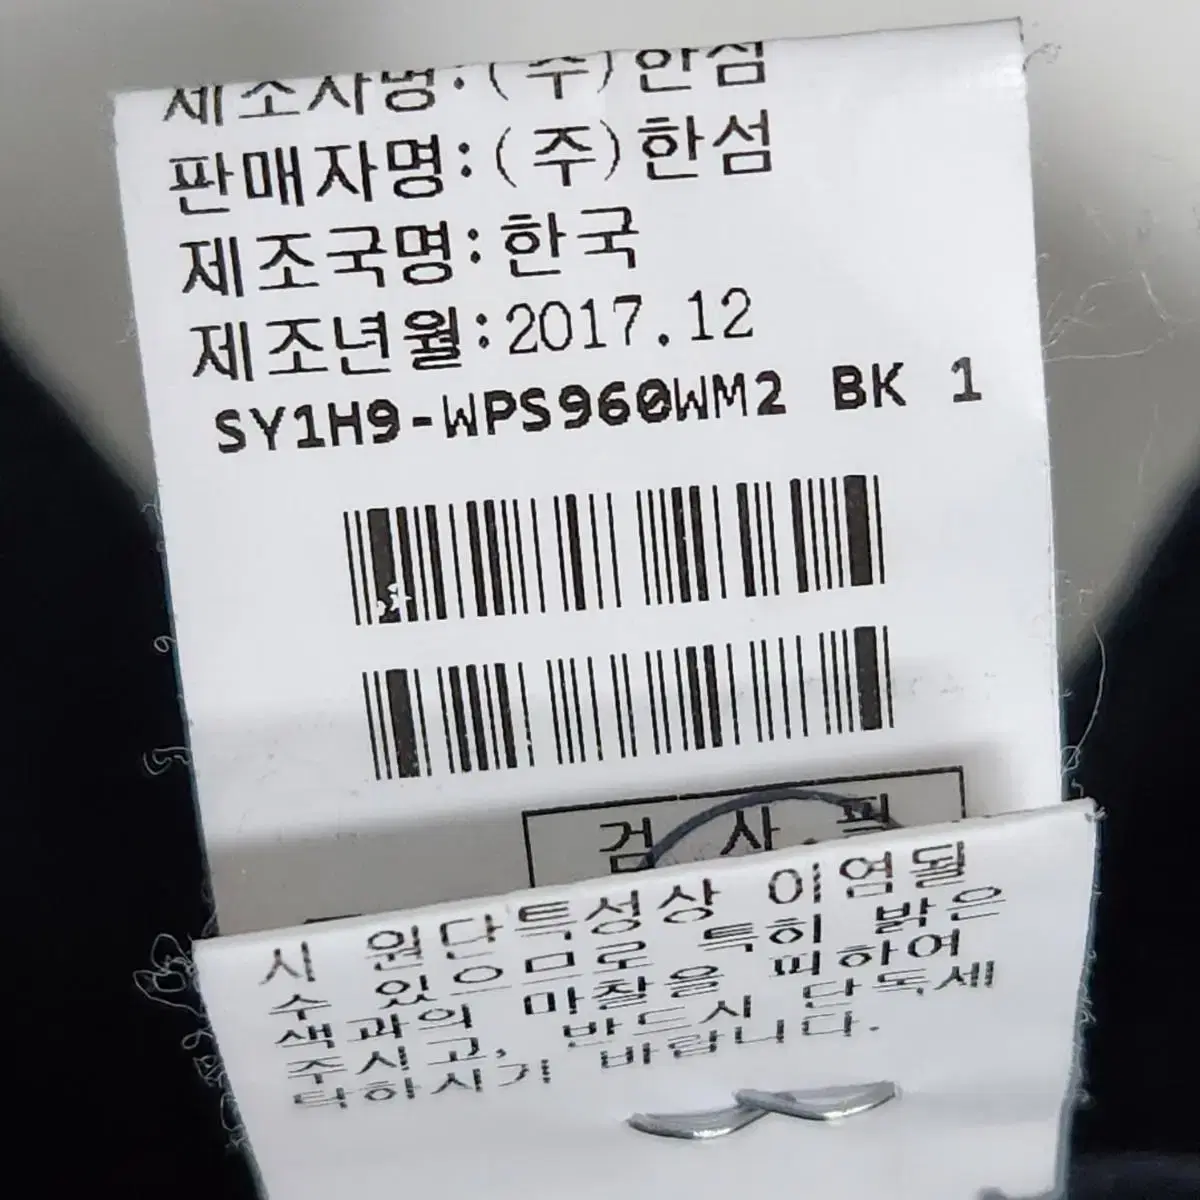 제조사명:(주)한섬
판매자명:(주)한섬
제조국명:한국
제조년월:2017.12
SY1H9-WPS960WM2 BK 1
검 사 필
시 원단특성상 이염될
수 있으므로 특히 밝은
색과의 마찰을 피하여
주시고, 반드시 단독세
탁하시기 바랍니다.